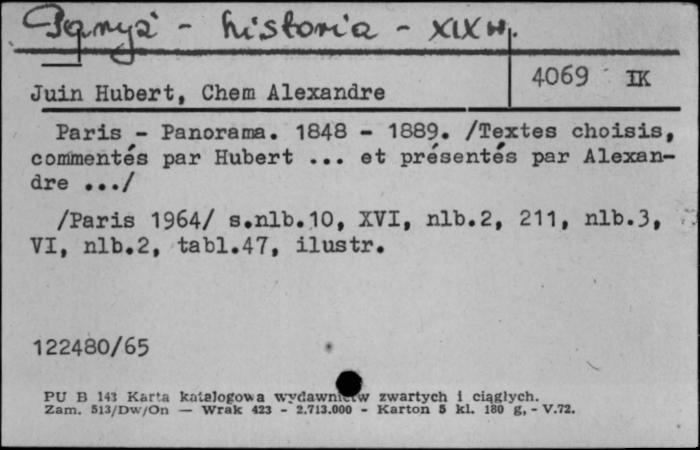 Paryż - historia - XIX w.
4069 IK
Juin Hubert, Chem Alexandre
Paris - Panorama. 1848 - 1889. /Textes choisis,
commentés par Hubert ... et présentés par Alexan-
dre .../
/Paris 1964/ s.nlb.10, XVI, nlb.2, 211, nlb.3,
VI, nlb.2, tabl.47, ilustr.
122480/65
PU B 143 Karta katalogowa wydawnictw zwartych i ciągłych.
Zam. 513/Dw/On — Wrak 423 - 2.713.000 - Karton 5 kl. 180 g, - V.72.